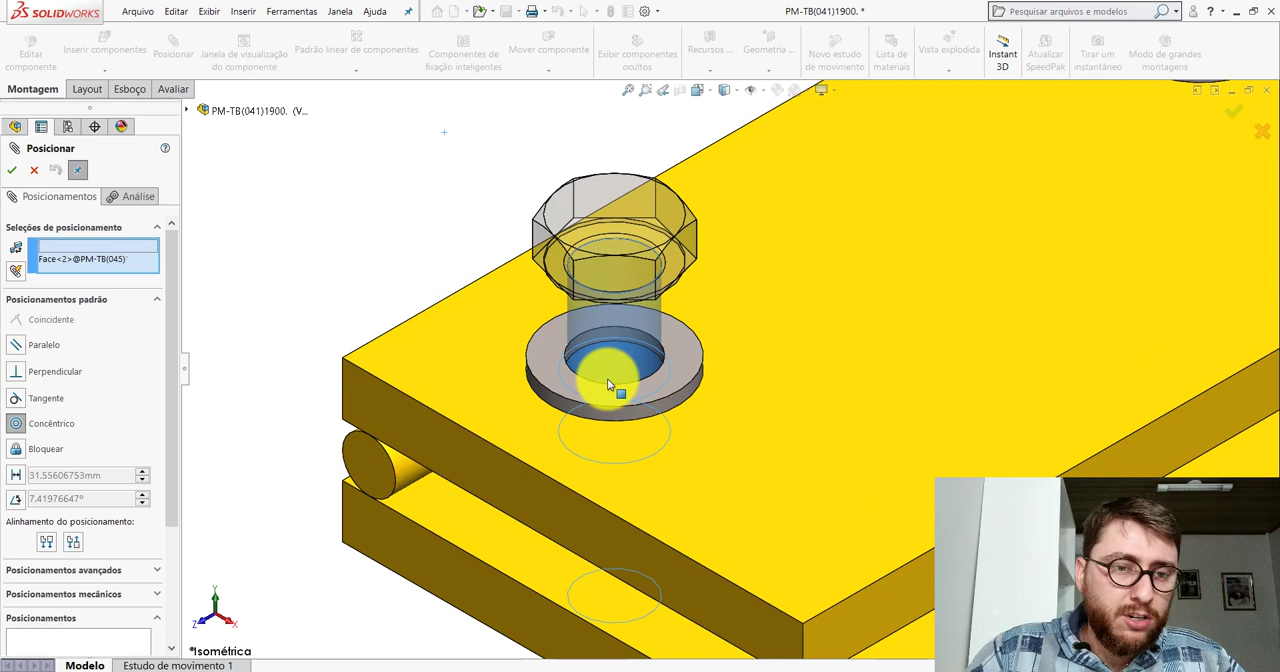 SOLIDWORKS
Arquivo Editar Exibir Inserir Ferramentas Janela Ajuda
PM-TB(041)1900. *
Pesquisar arquivos e modelos
?
Editar componente
Inserir componentes
Posicionar
Janela de visualização do componente
Padrão linear de componentes
Componentes de fixação inteligentes
Mover componente
Exibir componentes ocultos
Recursos ...
Geometria ...
Novo estudo de movimento
Lista de materiais
Vista explodida
Instant 3D
Atualizar SpeedPak
Tirar um instantâneo
Modo de grandes montagens
Montagem Layout Esboço Avaliar
PM-TB(041)1900. (V...
Posicionar
Posicionamentos Análise
Seleções de posicionamento
Face<2>@PM-TB(045)
Posicionamentos padrão
Coincidente
Paralelo
Perpendicular
Tangente
Concêntrico
Bloquear
31.55606753mm
7.41976647°
Alinhamento do posicionamento:
Posicionamentos avançados
Posicionamentos mecânicos
Posicionamentos
Y
Z
X
*Isométrica
Modelo Estudo de movimento 1